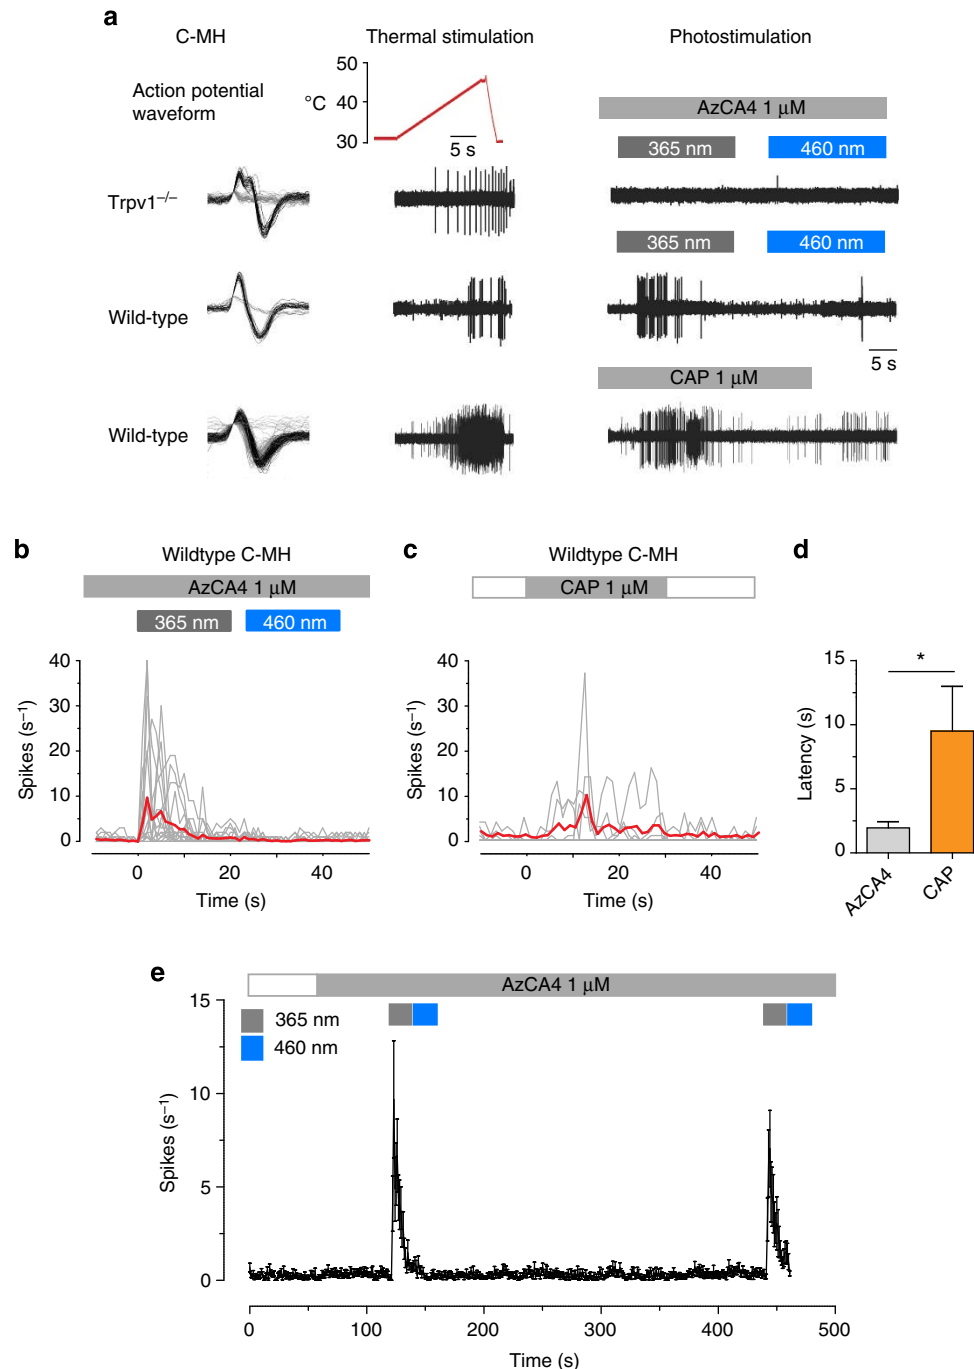 a
C-MH
Thermal stimulation
Photostimulation
Action potential
waveform
50
°C
40
30
5 s
AzCA4 1 µM
365 nm
460 nm
Trpv1−/−
365 nm
460 nm
Wild-type
5 s
CAP 1 µM
Wild-type
b
Wildtype C-MH
AzCA4 1 µM
365 nm
460 nm
40
30
20
10
0
Spikes (s−1)
0
20
40
Time (s)
c
Wildtype C-MH
CAP 1 µM
40
30
20
10
0
Spikes (s−1)
0
20
40
Time (s)
d
15
10
5
0
Latency (s)
*
AzCA4
CAP
e
AzCA4 1 µM
365 nm
460 nm
15
10
5
0
Spikes (s−1)
0
100
200
300
400
500
Time (s)